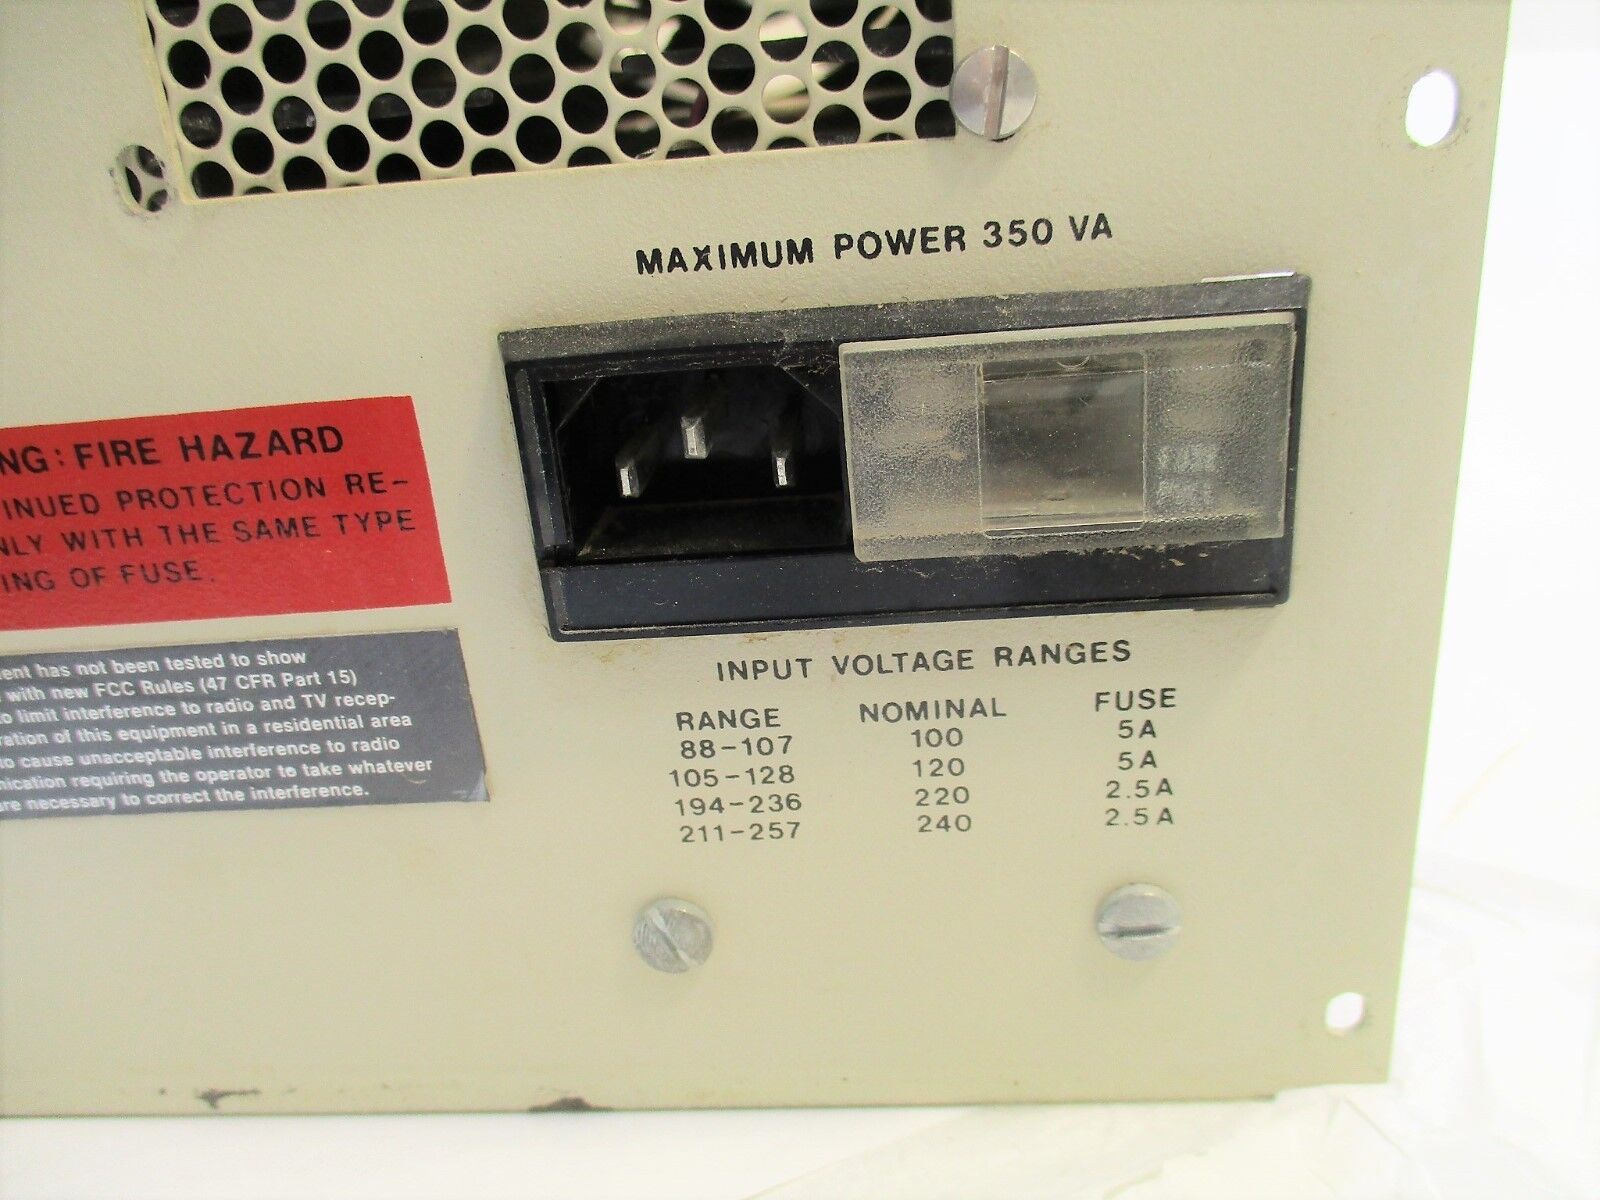 MAXIMUM POWER 350 VA
NG: FIRE HAZARD
INUED PROTECTION RE-
NLY WITH THE SAME TYPE
ING OF FUSE.
ent has not been tested to show
with new FCC Rules (47 CFR Part 15)
to limit interference to radio and TV recep-
ration of this equipment in a residential area
to cause unacceptable interference to radio
nication requiring the operator to take whatever
are necessary to correct the interference.
INPUT VOLTAGE RANGES
RANGE NOMINAL FUSE
88-107 100 5A
105-128 120 5A
194-236 220 2.5A
211-257 240 2.5A